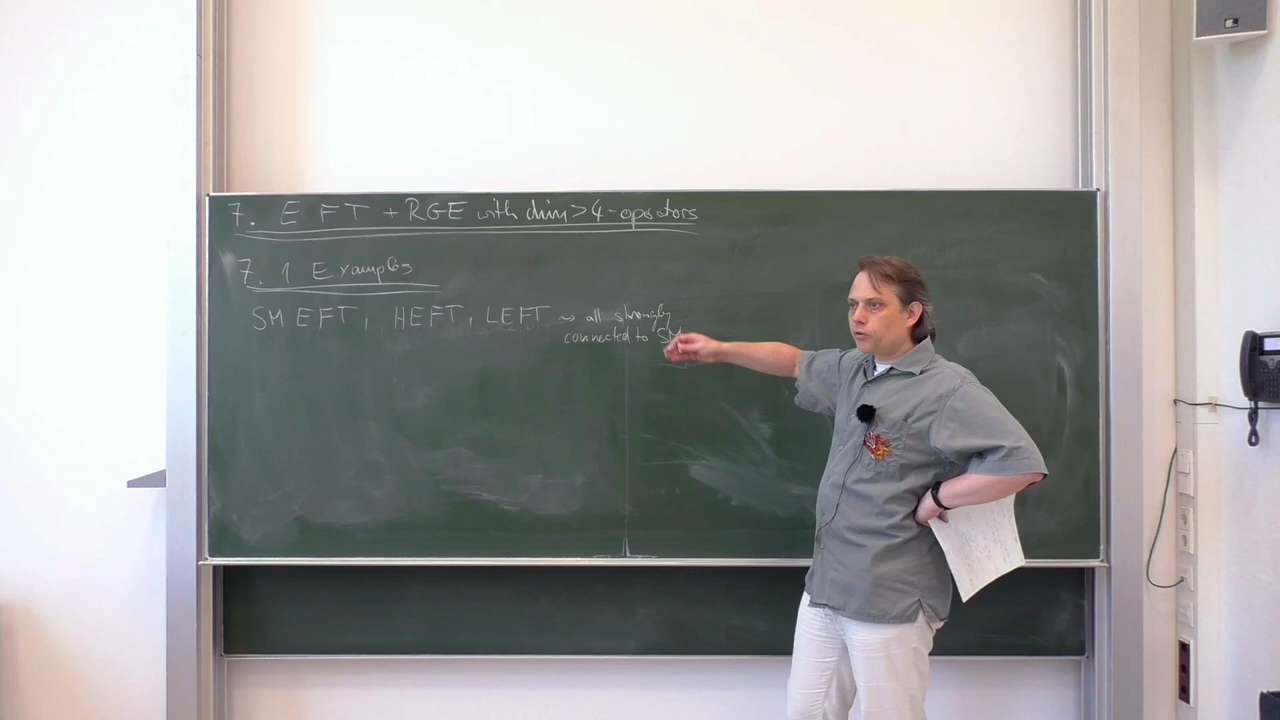 7. EFT + RGE with dim>4-operators
7.1 Examples
SMEFT, HEFT, LEFT ~> all strongly
connected to SM